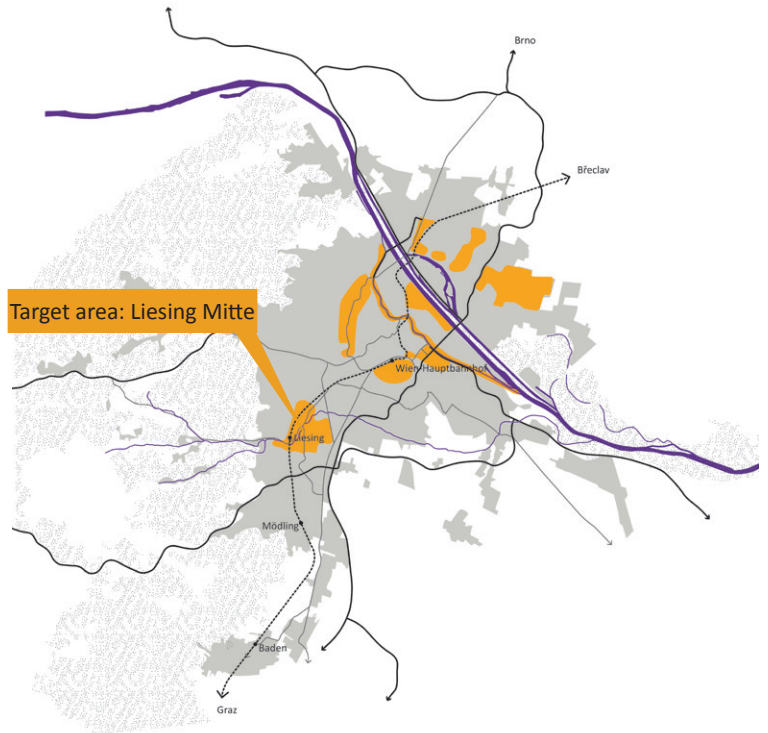 Brno
Břeclav
Target area: Liesing Mitte
Wien-Hauptbahnhof
Liesing
Mödling
Baden
Graz